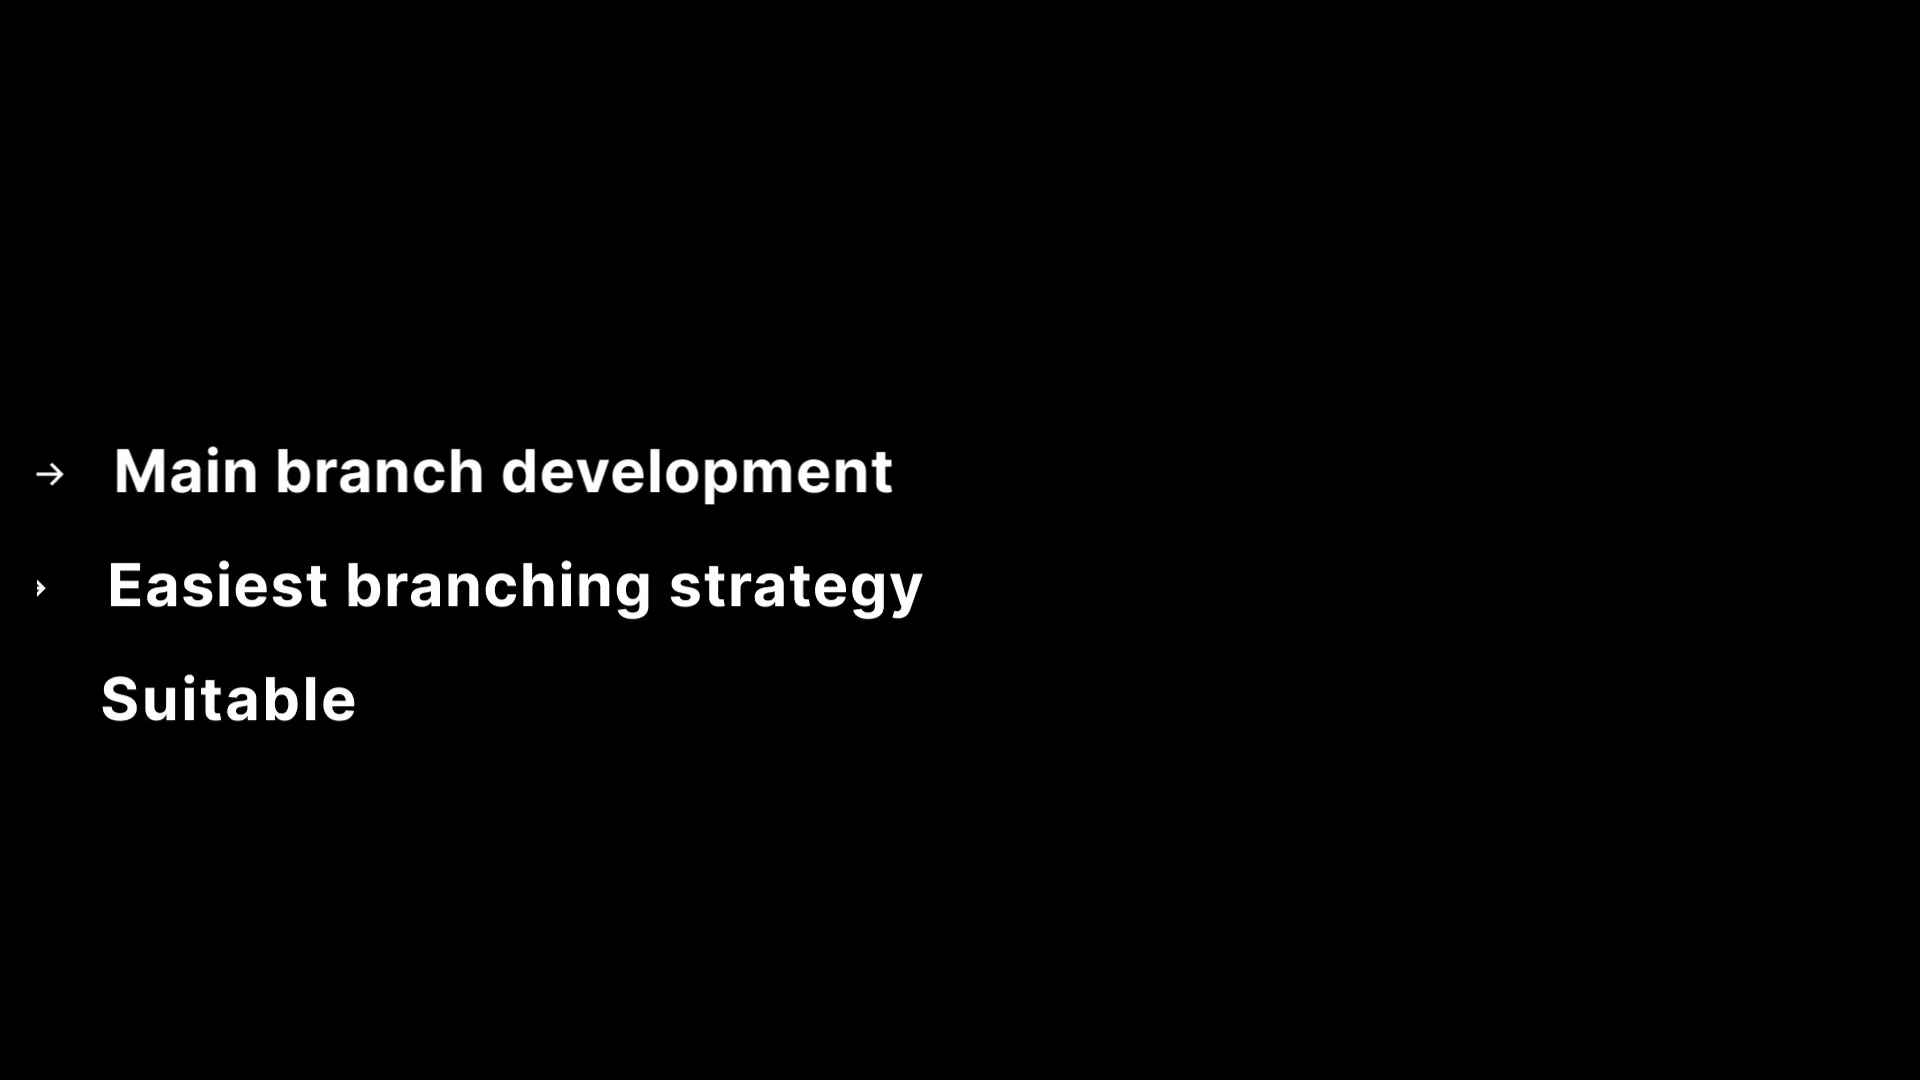 → Main branch development
→ Easiest branching strategy
Suitable